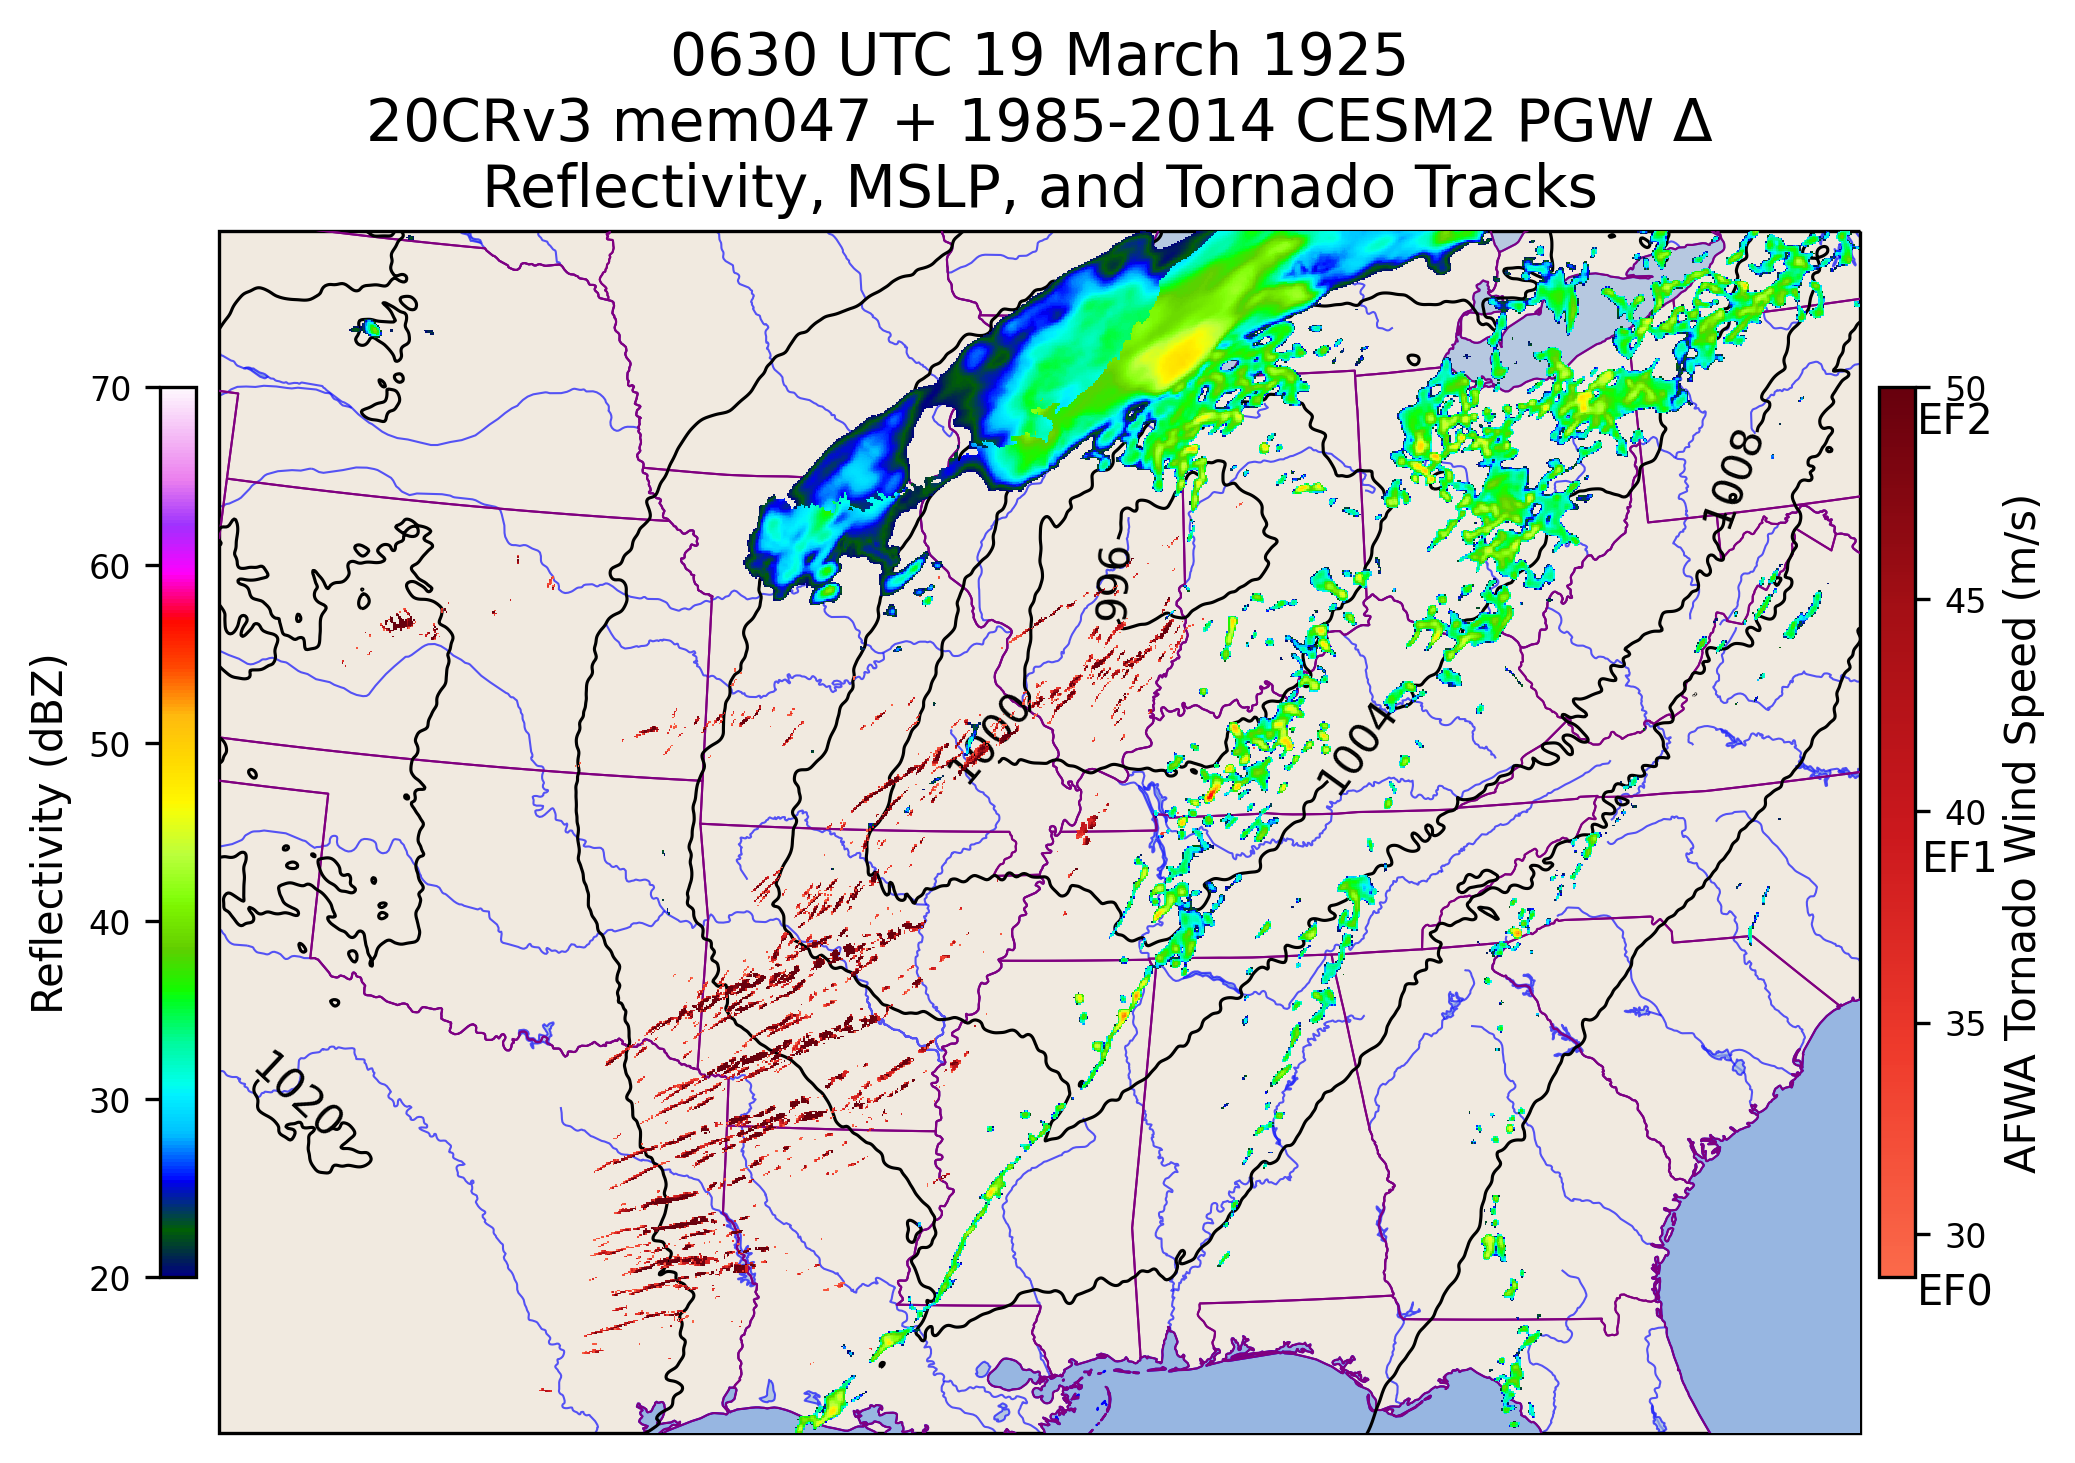 0630 UTC 19 March 1925
20CRv3 mem047 + 1985-2014 CESM2 PGW Δ
Reflectivity, MSLP, and Tornado Tracks
70
60
50
40
30
20
Reflectivity (dBZ)
1008
996
1000
1004
1020
50
EF2
45
40
EF1
35
30
EF0
AFWA Tornado Wind Speed (m/s)